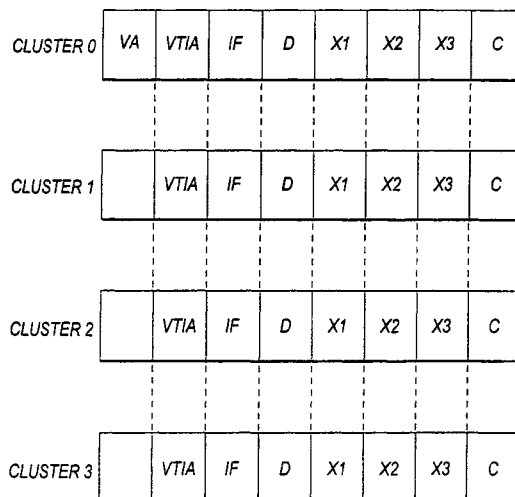 CLUSTER 0 VA VTIA IF D X1 X2 X3 C
CLUSTER 1 VTIA IF D X1 X2 X3 C
CLUSTER 2 VTIA IF D X1 X2 X3 C
CLUSTER 3 VTIA IF D X1 X2 X3 C